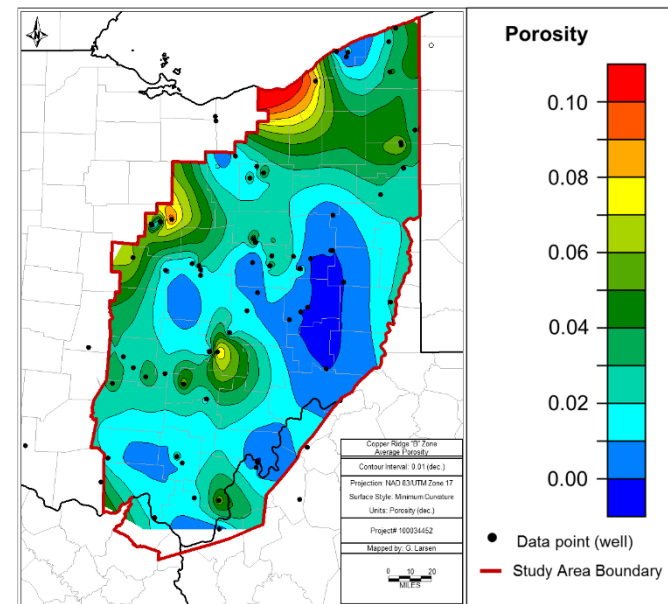 Porosity
0.10
0.08
0.06
0.04
0.02
0.00
Data point (well)
Study Area Boundary
Copper Ridge "B" Zone
Average Porosity
Contour Interval: 0.01 (dec.)
Projection: NAD 83/UTM Zone 17
Surface Style: Minimum Curvature
Units: Porosity (dec.)
Project# 100034452
Mapped by: G. Larsen
0 10 20
MILES